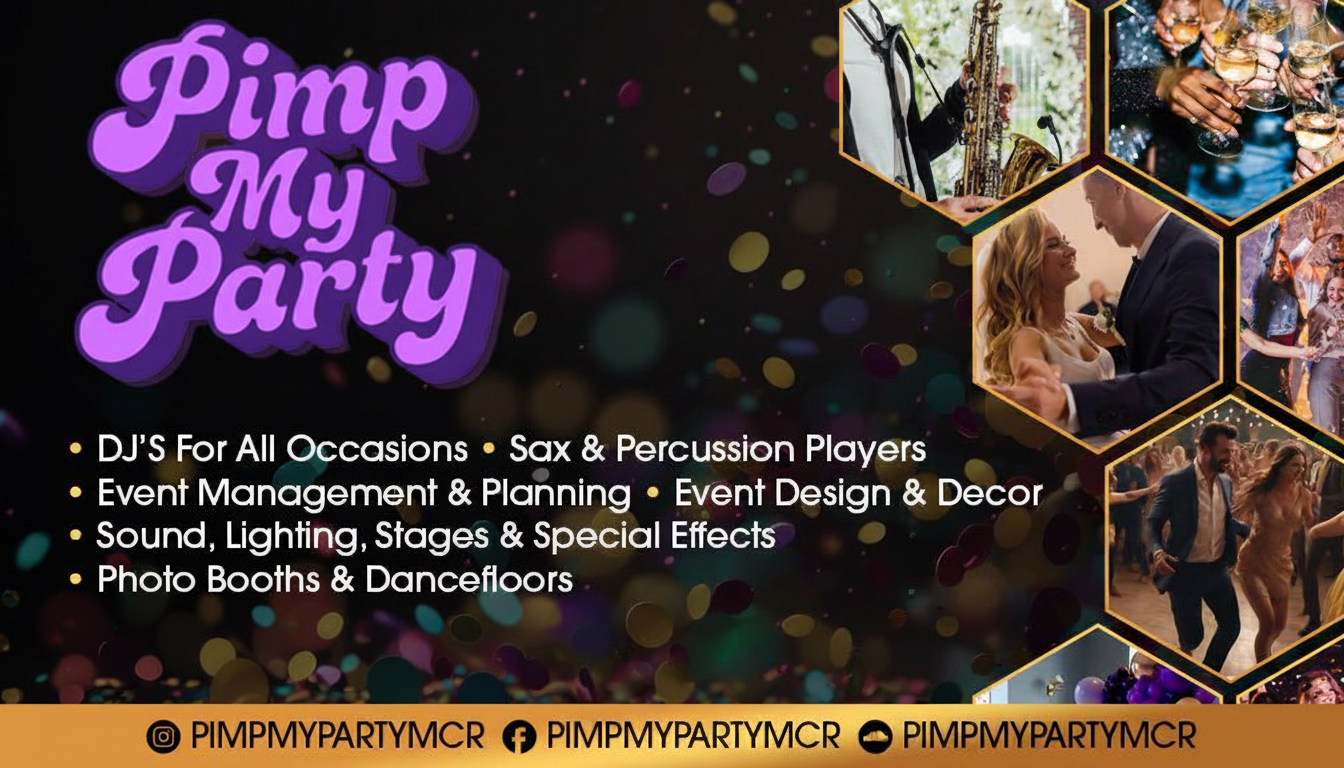 Pimp
My
Party
• DJ'S For All Occasions • Sax & Percussion Players
• Event Management & Planning • Event Design & Decor
• Sound, Lighting, Stages & Special Effects
• Photo Booths & Dancefloors
PIMPMYPARTYMCR PIMPMYPARTYMCR PIMPMYPARTYMCR